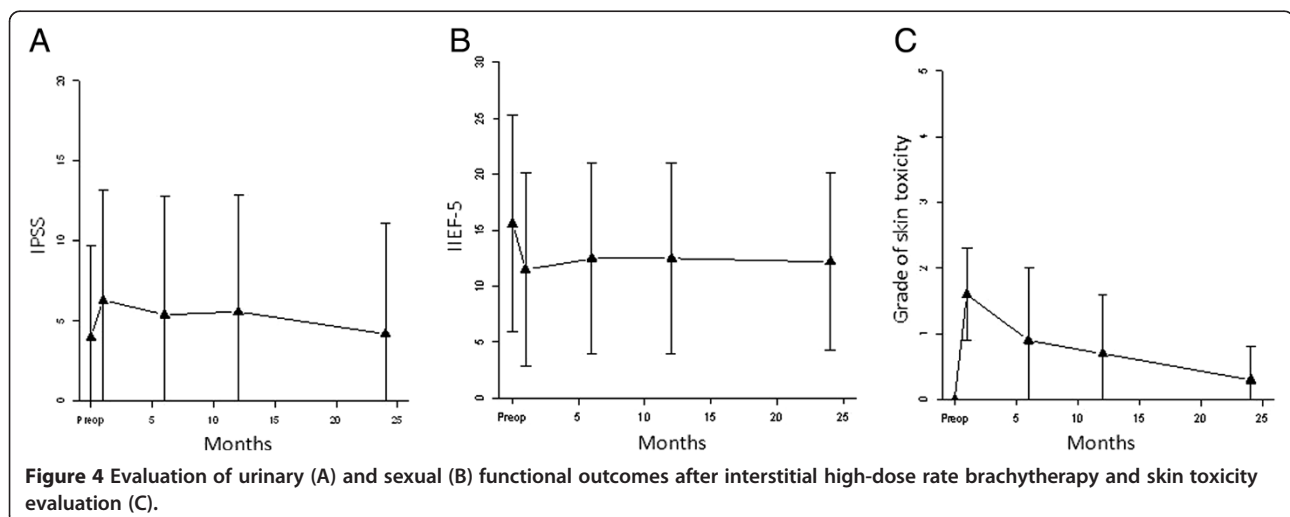 A
B
C
20
15
10
5
0
IPSS
Preop 5 10 15 20 25
Months
30
25
20
15
10
5
0
IIEF-5
Preop 5 10 15 20 25
Months
5
4
3
2
1
0
Grade of skin toxicity
Preop 5 10 15 20 25
Months
Figure 4 Evaluation of urinary (A) and sexual (B) functional outcomes after interstitial high-dose rate brachytherapy and skin toxicity
evaluation (C).